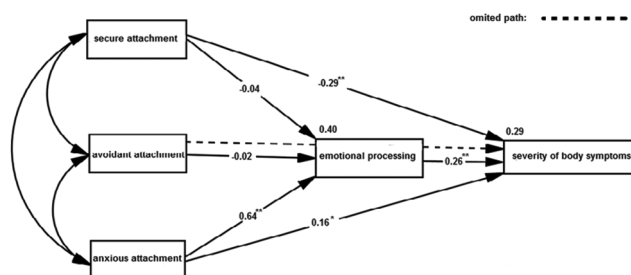 omited path:
secure attachment
-0.29**
-0.04
0.40
0.29
avoidant attachment
-0.02
emotional processing
0.26**
severity of body symptoms
0.64**
0.16*
anxious attachment